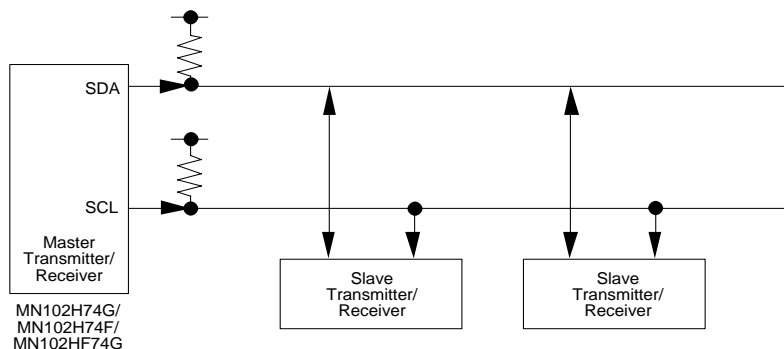 SDA
SCL
Master
Transmitter/
Receiver
MN102H74G/
MN102H74F/
MN102HF74G
Slave
Transmitter/
Receiver
Slave
Transmitter/
Receiver